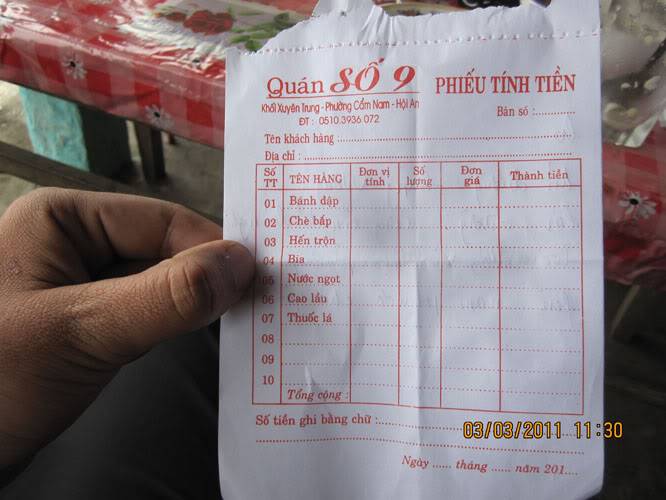 Quán SỐ 9 PHIẾU TÍNH TIỀN
Khối Xuyên Trung - Phường Cẩm Nam - Hội An
Bàn số :..........
ĐT : 0510.3936 072
Tên khách hàng ..........
Địa chỉ : ..........
Số TT TÊN HÀNG Đơn vị tính Số lượng Đơn giá Thành tiền
01 Bánh đập
02 Chè bắp
03 Hến trộn
04 Bia
05 Nước ngọt
06 Cao lầu
07 Thuốc lá
08
09
10
Tổng cộng :
Số tiền ghi bằng chữ :..........
Ngày ...... tháng ...... năm 201....
03/03/2011 11:30